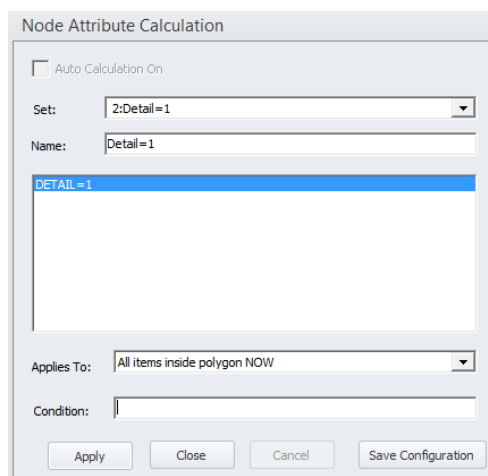 Node Attribute Calculation
Auto Calculation On
Set: 2:Detail=1
Name: Detail=1
DETAIL=1
Applies To: All items inside polygon NOW
Condition:
Apply Close Cancel Save Configuration